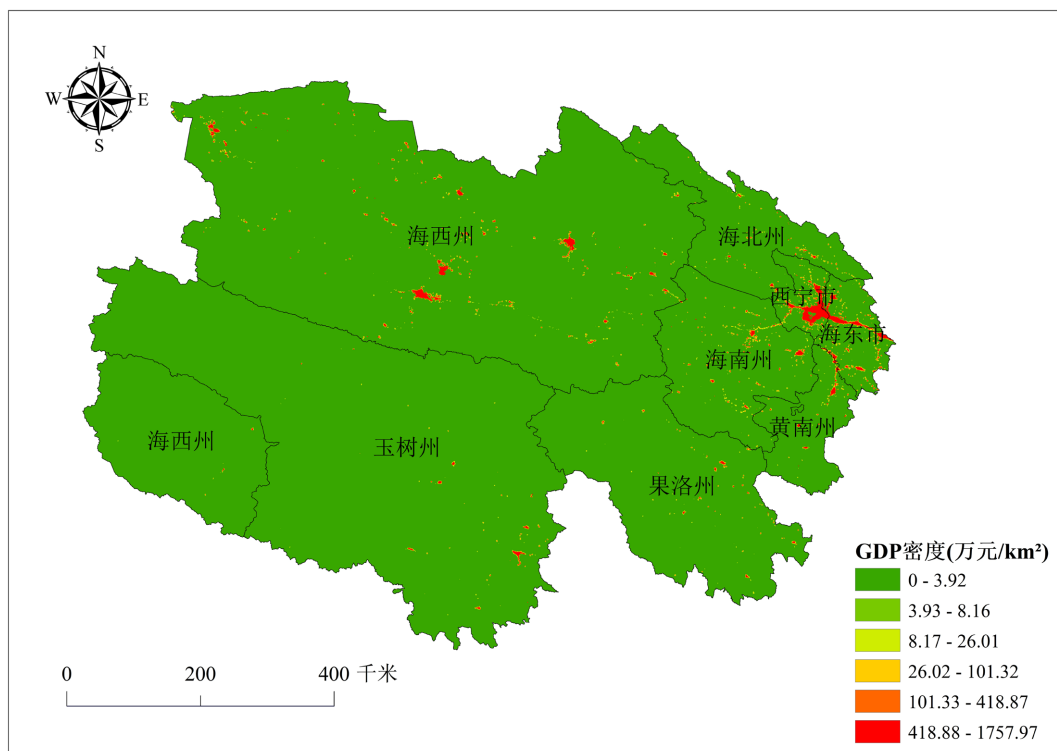 N
W
E
S
海西州
海北州
西宁市
海东市
海南州
黄南州
海西州
玉树州
果洛州
GDP密度(万元/km²)
0 - 3.92
3.93 - 8.16
8.17 - 26.01
26.02 - 101.32
101.33 - 418.87
418.88 - 1757.97
0 200 400 千米